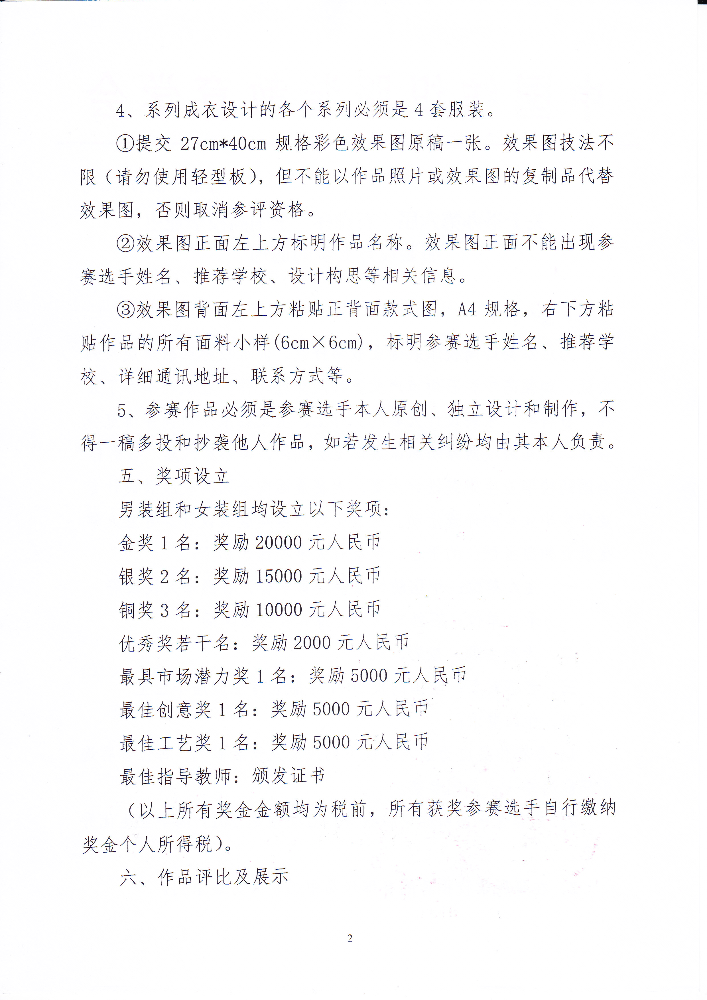 4、系列成衣设计的各个系列必须是 4 套服装。
①提交 27cm*40cm 规格彩色效果图原稿一张。效果图技法不
限（请勿使用轻型板），但不能以作品照片或效果图的复制品代替
效果图，否则取消参评资格。
②效果图正面左上方标明作品名称。效果图正面不能出现参
赛选手姓名、推荐学校、设计构思等相关信息。
③效果图背面左上方粘贴正背面款式图，A4 规格，右下方粘
贴作品的所有面料小样(6cm×6cm)，标明参赛选手姓名、推荐学
校、详细通讯地址、联系方式等。
5、参赛作品必须是参赛选手本人原创、独立设计和制作，不
得一稿多投和抄袭他人作品，如若发生相关纠纷均由其本人负责。
五、奖项设立
男装组和女装组均设立以下奖项：
金奖 1 名：奖励 20000 元人民币
银奖 2 名：奖励 15000 元人民币
铜奖 3 名：奖励 10000 元人民币
优秀奖若干名：奖励 2000 元人民币
最具市场潜力奖 1 名：奖励 5000 元人民币
最佳创意奖 1 名：奖励 5000 元人民币
最佳工艺奖 1 名：奖励 5000 元人民币
最佳指导教师：颁发证书
（以上所有奖金金额均为税前，所有获奖参赛选手自行缴纳
奖金个人所得税）。
六、作品评比及展示
2